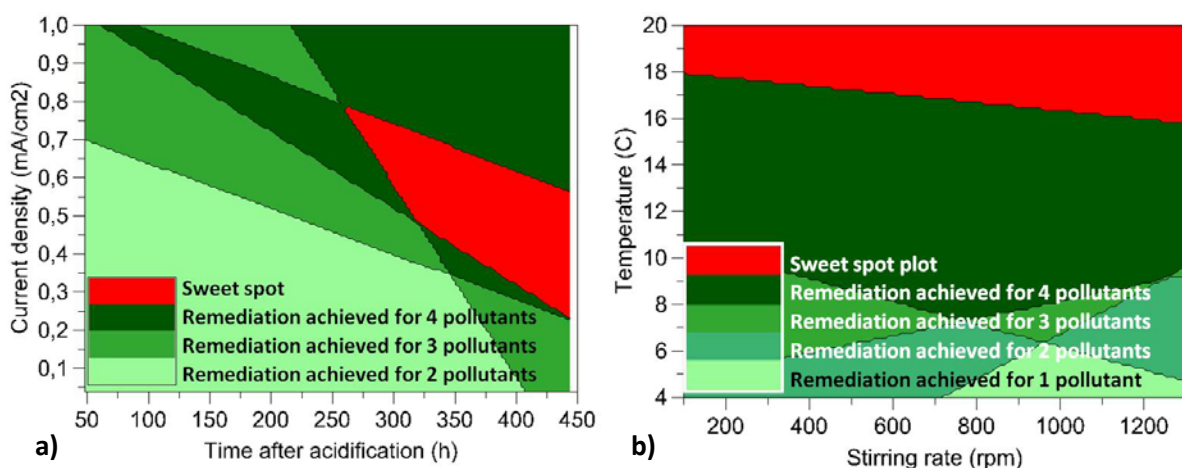 1,0
0,9
0,8
0,7
0,6
0,5
0,4
0,3
0,2
0,1
Current density (mA/cm2)
Sweet spot
Remediation achieved for 4 pollutants
Remediation achieved for 3 pollutants
Remediation achieved for 2 pollutants
50 100 150 200 250 300 350 400 450
Time after acidification (h)
a)
20
18
16
14
12
10
8
6
4
Temperature (C)
Sweet spot plot
Remediation achieved for 4 pollutants
Remediation achieved for 3 pollutants
Remediation achieved for 2 pollutants
Remediation achieved for 1 pollutant
200 400 600 800 1000 1200
Stirring rate (rpm)
b)